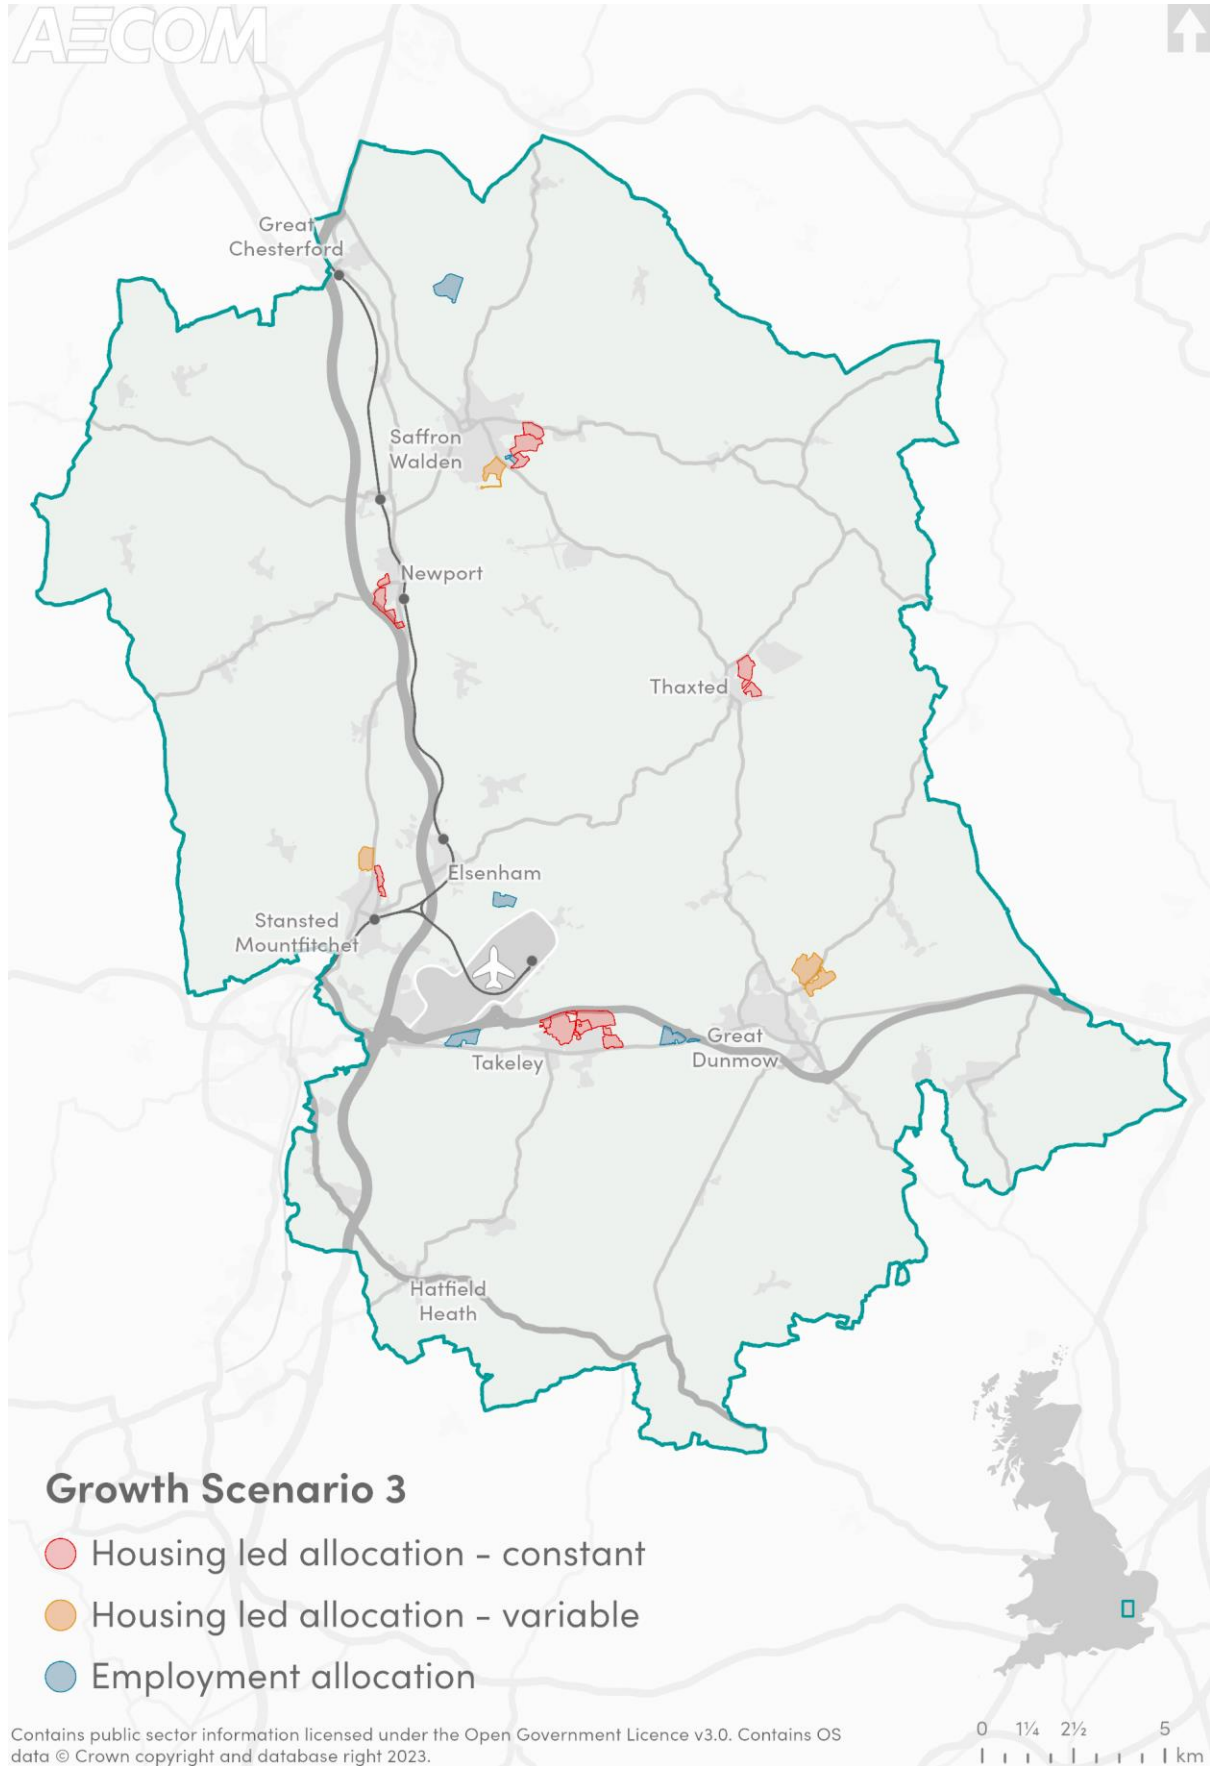 AECOM
Great
Chesterford
Saffron
Walden
Newport
Thaxted
Elsenham
Stansted
Mountfitchet
Takeley
Great
Dunmow
Hatfield
Heath
Growth Scenario 3
Housing led allocation - constant
Housing led allocation - variable
Employment allocation
Contains public sector information licensed under the Open Government Licence v3.0. Contains OS
data © Crown copyright and database right 2023.
0 1¼ 2½ 5
km